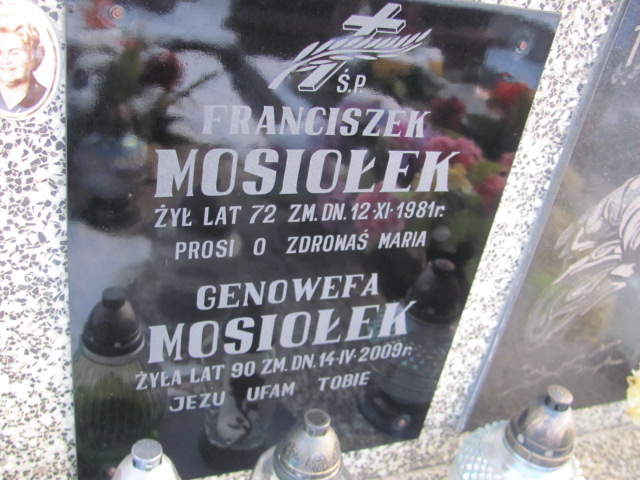 Ś.P.
FRANCISZEK
MOSIOŁEK
ŻYŁ LAT 72 ZM. DN. 12·XI·1981r.
PROSI O ZDROWAŚ MARIA
GENOWEFA
MOSIOŁEK
ŻYŁA LAT 90 ZM. DN. 14·IV·2009r.
JEZU UFAM TOBIE